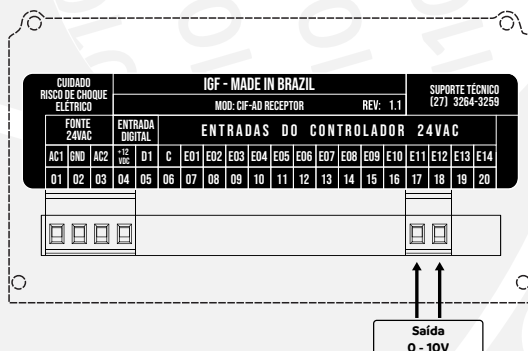 CUIDADO
RISCO DE CHOQUE
ELÉTRICO
IGF - MADE IN BRAZIL
MOD: CIF-AD RECEPTOR REV: 1.1
SUPORTE TÉCNICO
(27) 3264-3259
FONTE
24VAC
ENTRADA
DIGITAL
ENTRADAS DO CONTROLADOR 24VAC
AC1 GND AC2 +12 VDC D1 C E01 E02 E03 E04 E05 E06 E07 E08 E09 E10 E11 E12 E13 E14
01 02 03 04 05 06 07 08 09 10 11 12 13 14 15 16 17 18 19 20
Saída
0 - 10V